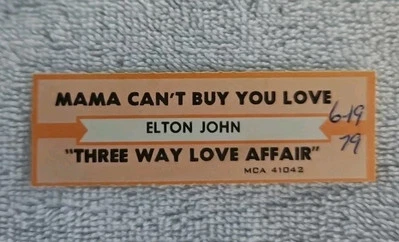 MAMA CAN'T BUY YOU LOVE
ELTON JOHN
6-19
79
"THREE WAY LOVE AFFAIR"
MCA 41042